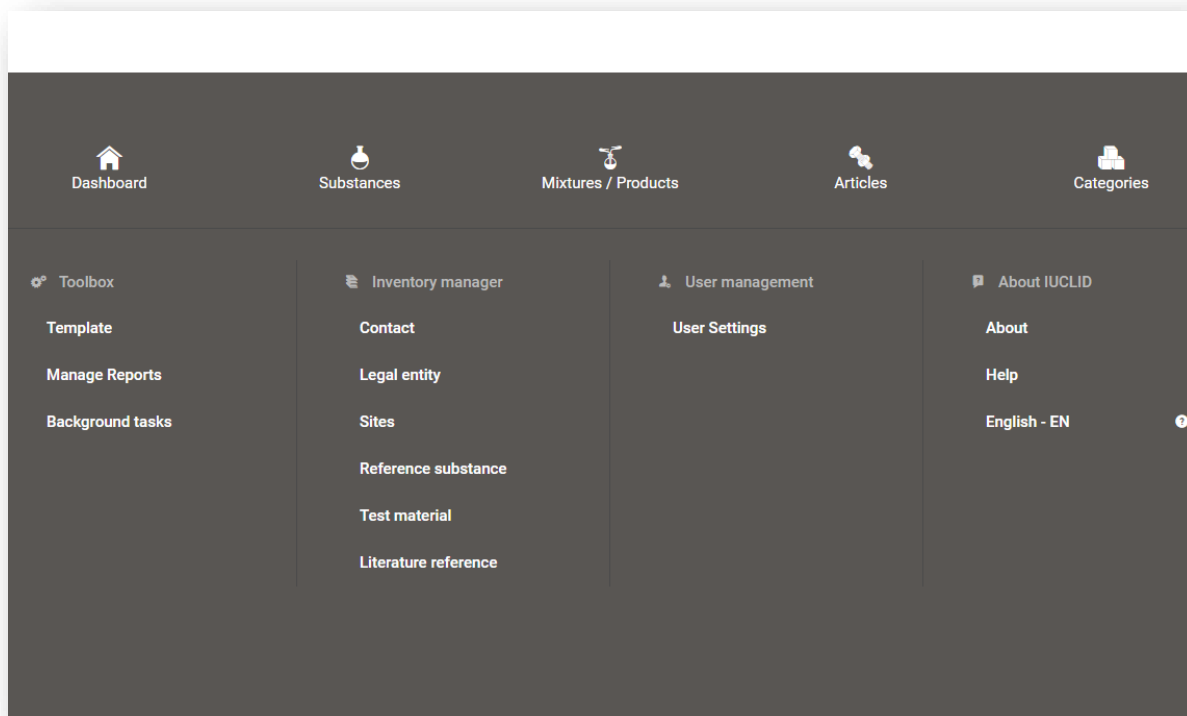 Dashboard
Substances
Mixtures / Products
Articles
Categories
Toolbox
Template
Manage Reports
Background tasks
Inventory manager
Contact
Legal entity
Sites
Reference substance
Test material
Literature reference
User management
User Settings
About IUCLID
About
Help
English - EN